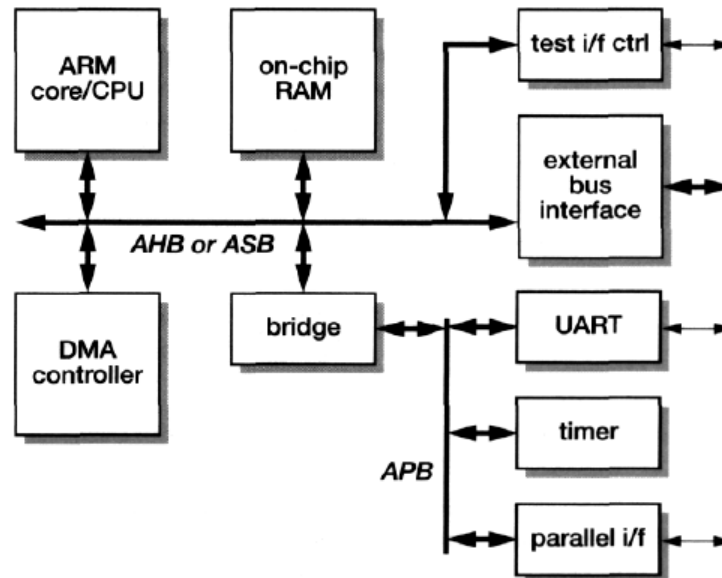 ARM
core/CPU
on-chip
RAM
test i/f ctrl
external
bus
interface
AHB or ASB
DMA
controller
bridge
UART
timer
APB
parallel i/f